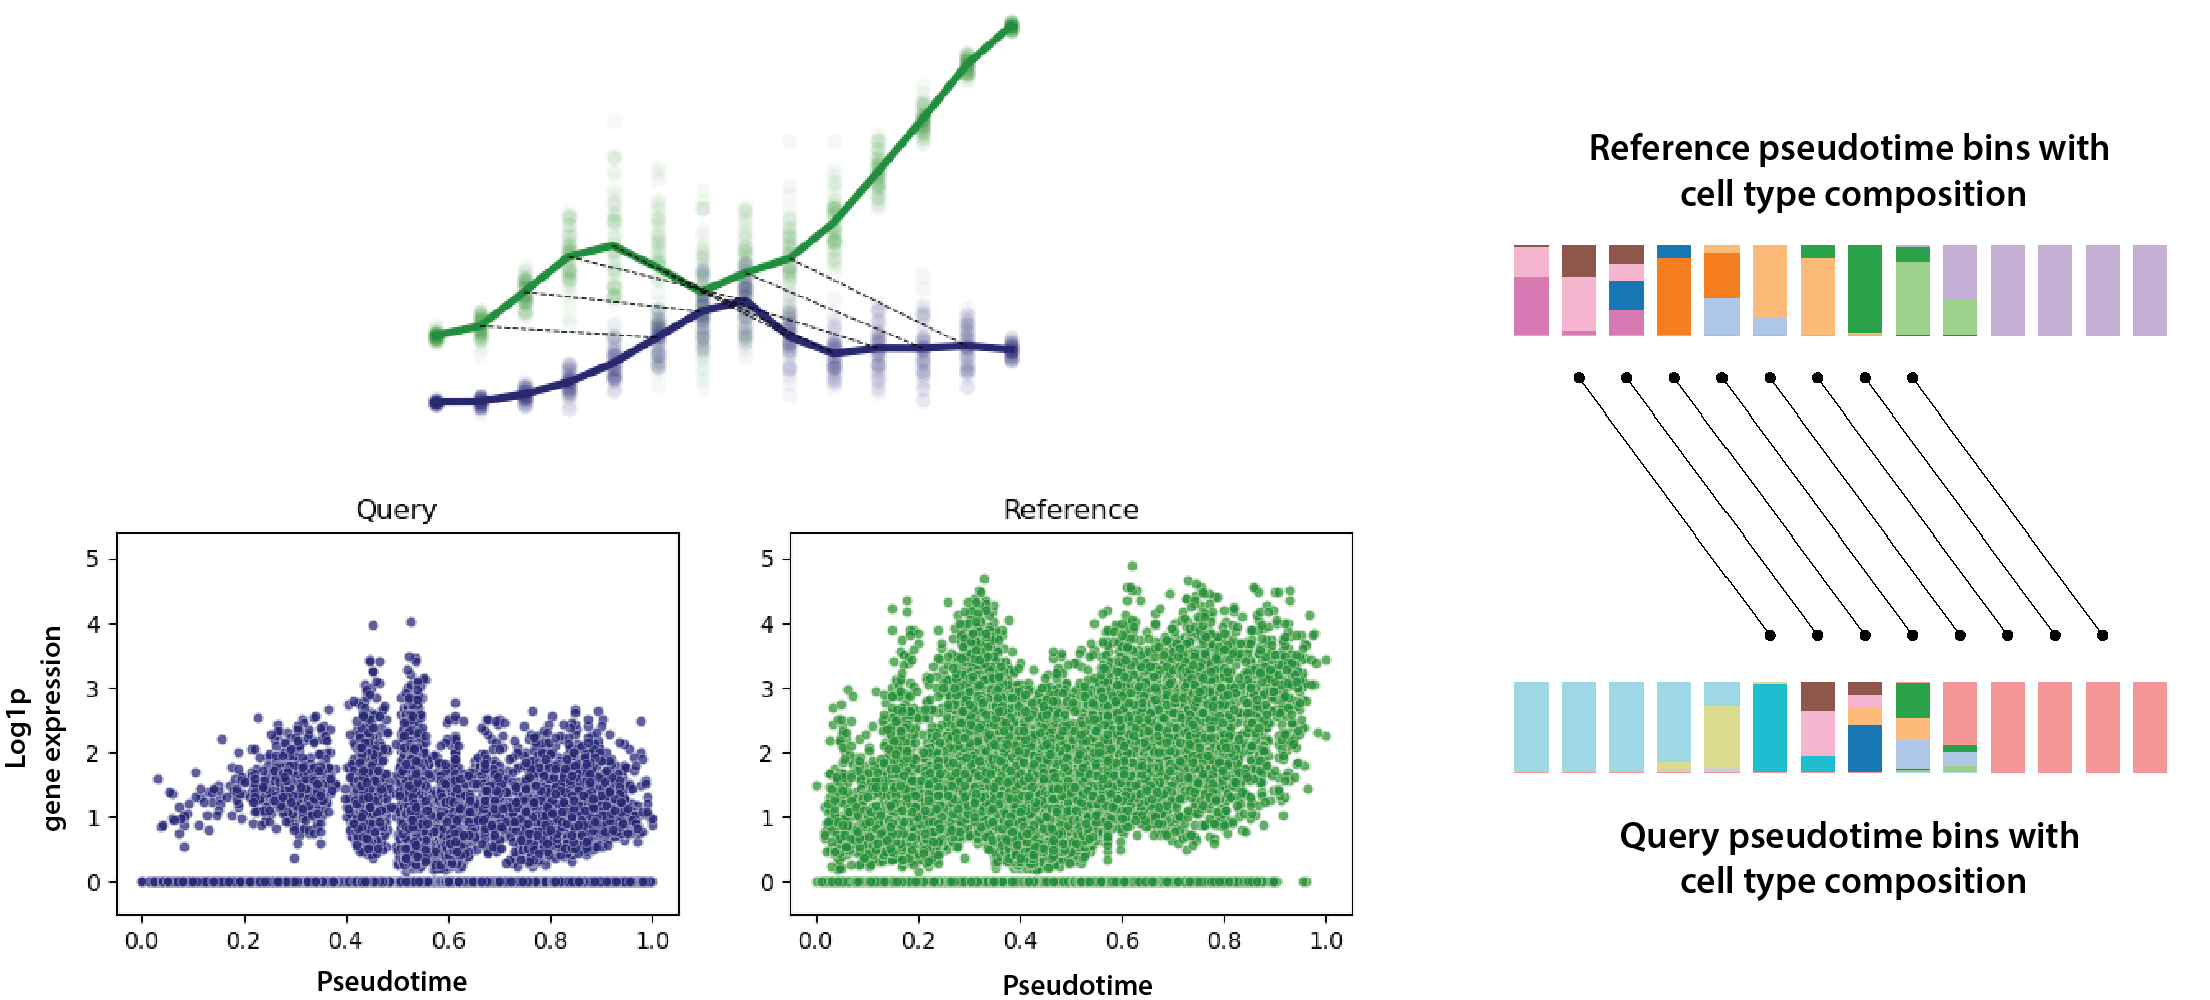 Reference pseudotime bins with
cell type composition
Query
Log1p
gene expression
5
4
3
2
1
0
0.0 0.2 0.4 0.6 0.8 1.0
Pseudotime
Reference
5
4
3
2
1
0
0.0 0.2 0.4 0.6 0.8 1.0
Pseudotime
Query pseudotime bins with
cell type composition